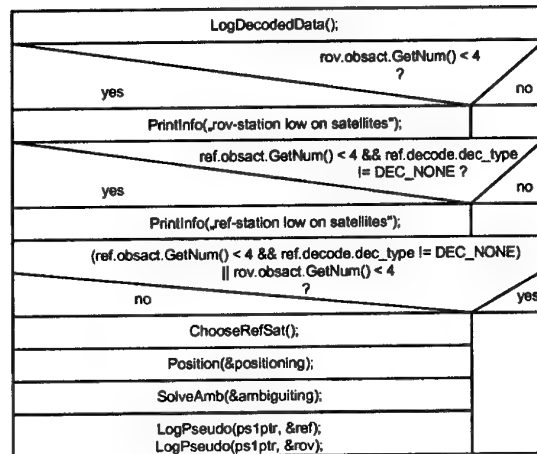 LogDecodedData();
rov.obsact.GetNum() < 4
?
yes
no
PrintInfo(„rov-station low on satellites");
ref.obsact.GetNum() < 4 && ref.decode.dec_type
!= DEC_NONE ?
yes
no
PrintInfo(„ref-station low on satellites");
(ref.obsact.GetNum() < 4 && ref.decode.dec_type != DEC_NONE)
|| rov.obsact.GetNum() < 4
?
no
yes
ChooseRefSat();
Position(&positioning);
SolveAmb(&ambiguiting);
LogPseudo(ps1ptr, &ref);
LogPseudo(ps1ptr, &rov);